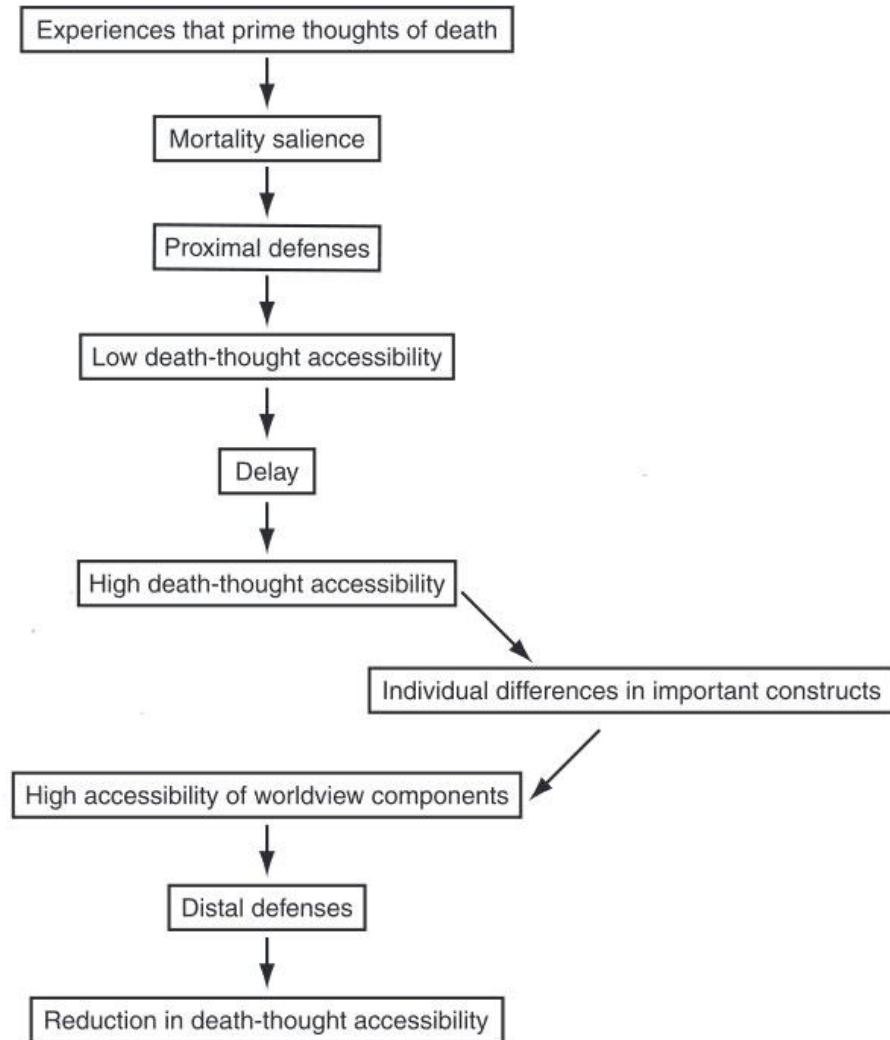 Experiences that prime thoughts of death
Mortality salience
Proximal defenses
Low death-thought accessibility
Delay
High death-thought accessibility
Individual differences in important constructs
High accessibility of worldview components
Distal defenses
Reduction in death-thought accessibility